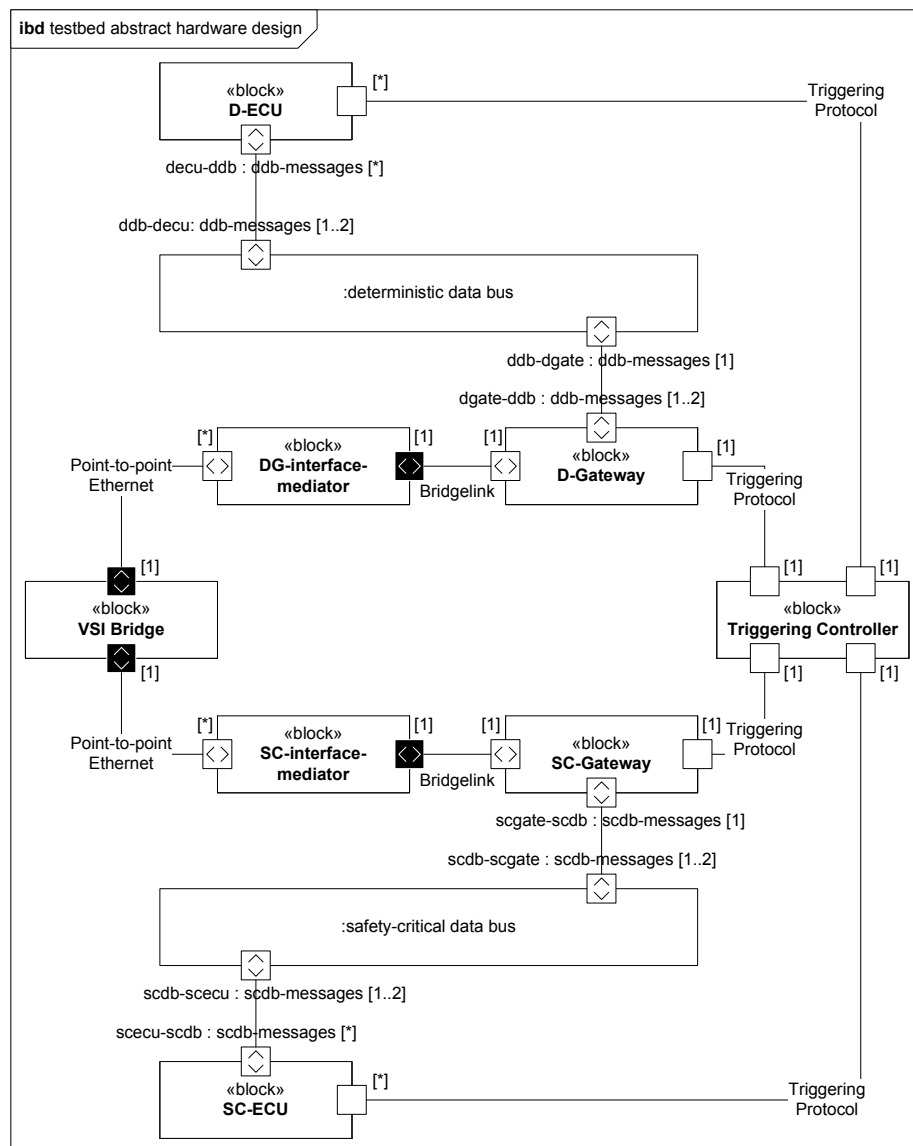 ibd testbed abstract hardware design
«block»
D-ECU
[*]
Triggering
Protocol
decu-ddb : ddb-messages [*]
ddb-decu: ddb-messages [1..2]
:deterministic data bus
ddb-dgate : ddb-messages [1]
dgate-ddb : ddb-messages [1..2]
[*]
«block»
DG-interface-
mediator
[1]
Bridgelink
[1]
«block»
D-Gateway
[1]
Triggering
Protocol
Point-to-point
Ethernet
[1]
«block»
VSI Bridge
[1]
[1]
[1]
«block»
Triggering Controller
[1]
[1]
Point-to-point
Ethernet
[*]
«block»
SC-interface-
mediator
[1]
Bridgelink
[1]
«block»
SC-Gateway
[1]
Triggering
Protocol
scgate-scdb : scdb-messages [1]
scdb-scgate : scdb-messages [1..2]
:safety-critical data bus
scdb-scecu : scdb-messages [1..2]
scecu-scdb : scdb-messages [*]
«block»
SC-ECU
[*]
Triggering
Protocol